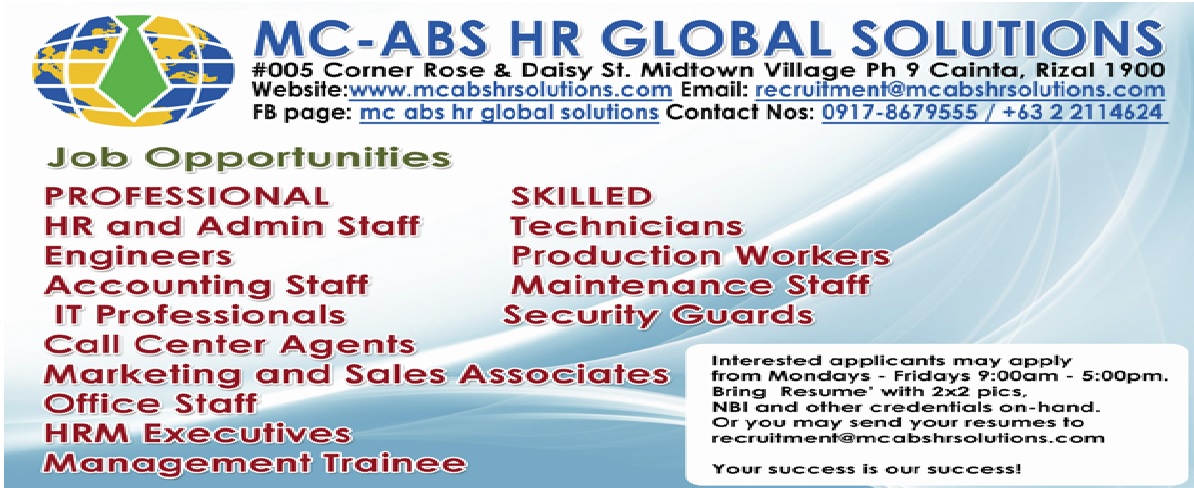 MC-ABS HR GLOBAL SOLUTIONS
#005 Corner Rose & Daisy St. Midtown Village Ph 9 Cainta, Rizal 1900
Website:www.mcabshrsolutions.com Email: recruitment@mcabshrsolutions.com
FB page: mc abs hr global solutions Contact Nos: 0917-8679555 / +63 2 2114624
Job Opportunities
PROFESSIONAL
HR and Admin Staff
Engineers
Accounting Staff
IT Professionals
Call Center Agents
Marketing and Sales Associates
Office Staff
HRM Executives
Management Trainee
SKILLED
Technicians
Production Workers
Maintenance Staff
Security Guards
Interested applicants may apply
from Mondays - Fridays 9:00am - 5:00pm.
Bring Resume' with 2x2 pics,
NBI and other credentials on-hand.
Or you may send your resumes to
recruitment@mcabshrsolutions.com
Your success is our success!